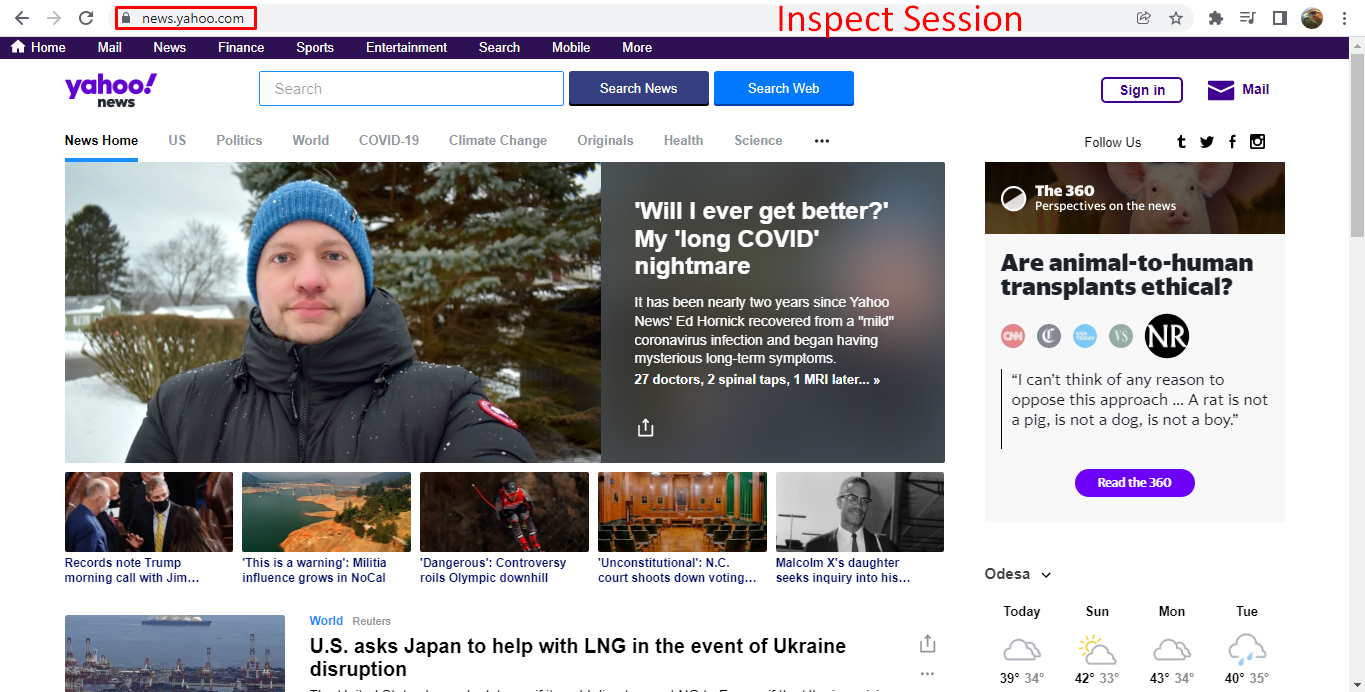 news.yahoo.com
Inspect Session
Home Mail News Finance Sports Entertainment Search Mobile More
yahoo!
news
Search
Search News
Search Web
Sign in
Mail
News Home US Politics World COVID-19 Climate Change Originals Health Science •••
Follow Us
'Will I ever get better?'
My 'long COVID'
nightmare
It has been nearly two years since Yahoo
News' Ed Hornick recovered from a "mild"
coronavirus infection and began having
mysterious long-term symptoms.
27 doctors, 2 spinal taps, 1 MRI later... »
The 360
Perspectives on the news
Are animal-to-human
transplants ethical?
CNN
C
USA TODAY
VS
NR
“I can’t think of any reason to
oppose this approach ... A rat is not
a pig, is not a dog, is not a boy.”
Read the 360
Records note Trump
morning call with Jim…
'This is a warning': Militia
influence grows in NoCal
'Dangerous': Controversy
roils Olympic downhill
'Unconstitutional': N.C.
court shoots down voting…
Malcolm X's daughter
seeks inquiry into his…
World Reuters
U.S. asks Japan to help with LNG in the event of Ukraine
disruption
Odesa
Today Sun Mon Tue
39° 34° 42° 33° 43° 34° 40° 35°